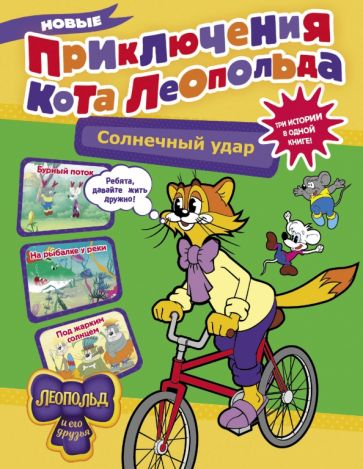 НОВЫЕ
Приключения
Кота Леопольда
Солнечный удар
ТРИ ИСТОРИИ
В ОДНОЙ
КНИГЕ!
Бурный поток
Ребята,
давайте жить
дружно!
На рыбалке у реки
Под жарким
солнцем
ЛЕОПОЛЬД
и его друзья